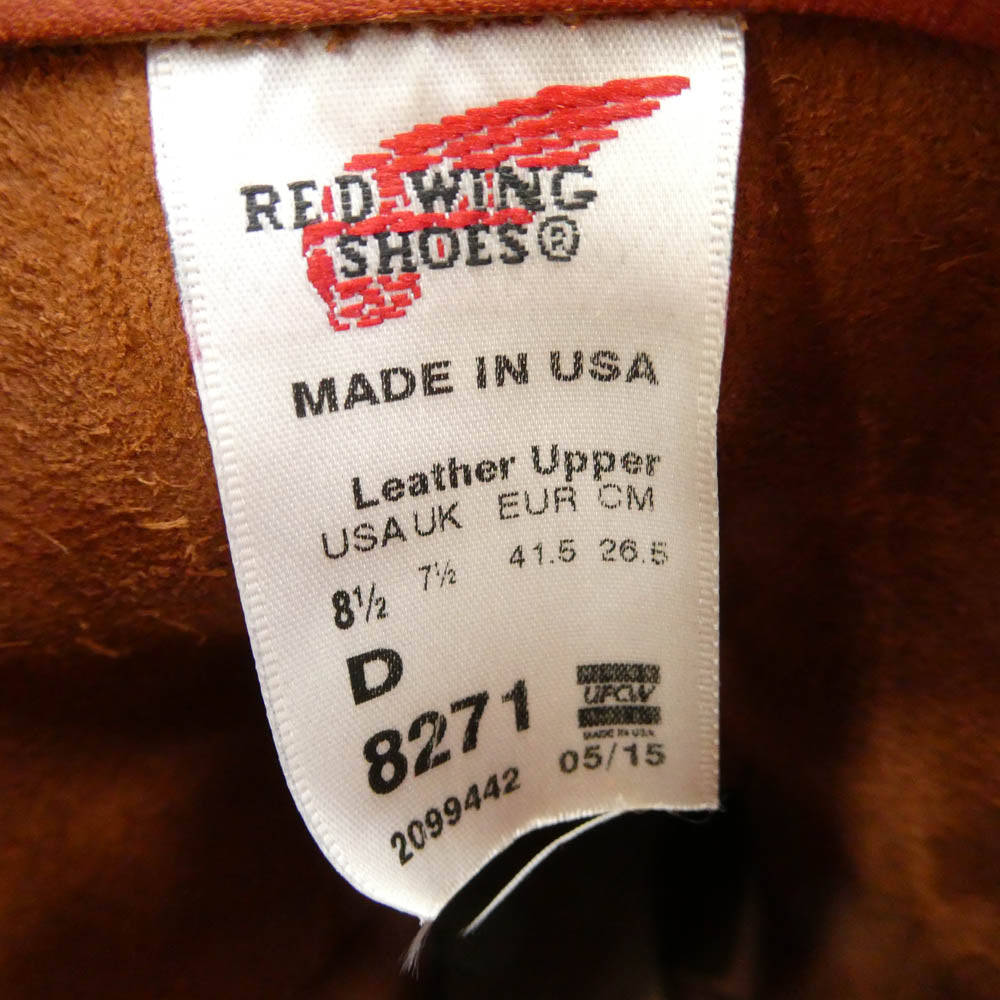 RED WING
SHOES®
MADE IN USA
Leather Upper
USA UK EUR CM
8½ 7½ 41.5 26.5
D
8271
UFCW
MADE IN USA
2099442 05/15